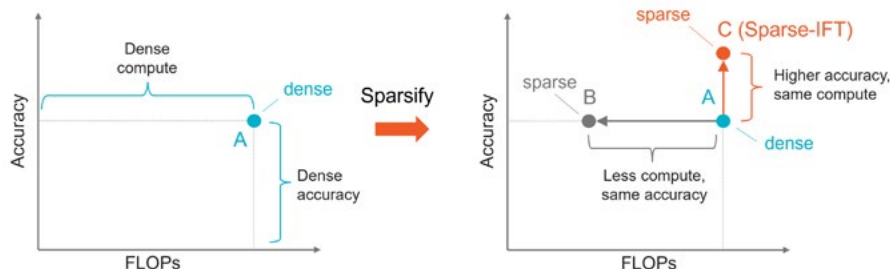 Accuracy
Dense
compute
dense
A
Dense
accuracy
FLOPs
Sparsify
Accuracy
C (Sparse-IFT)
sparse
Higher accuracy,
same compute
sparse
B
A
dense
Less compute,
same accuracy
FLOPs